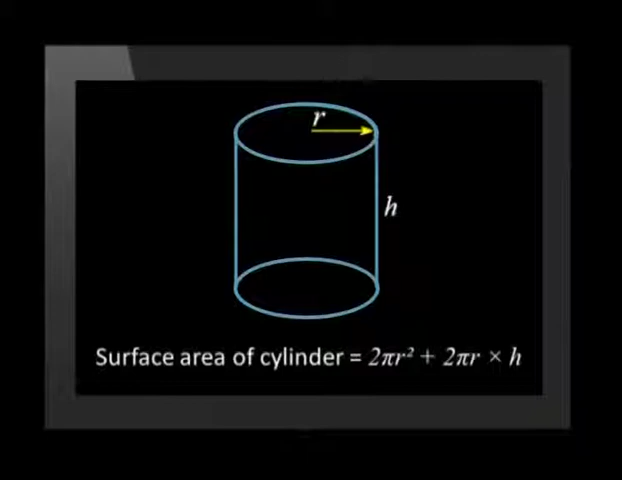 r
h
Surface area of cylinder = 2πr² + 2πr × h